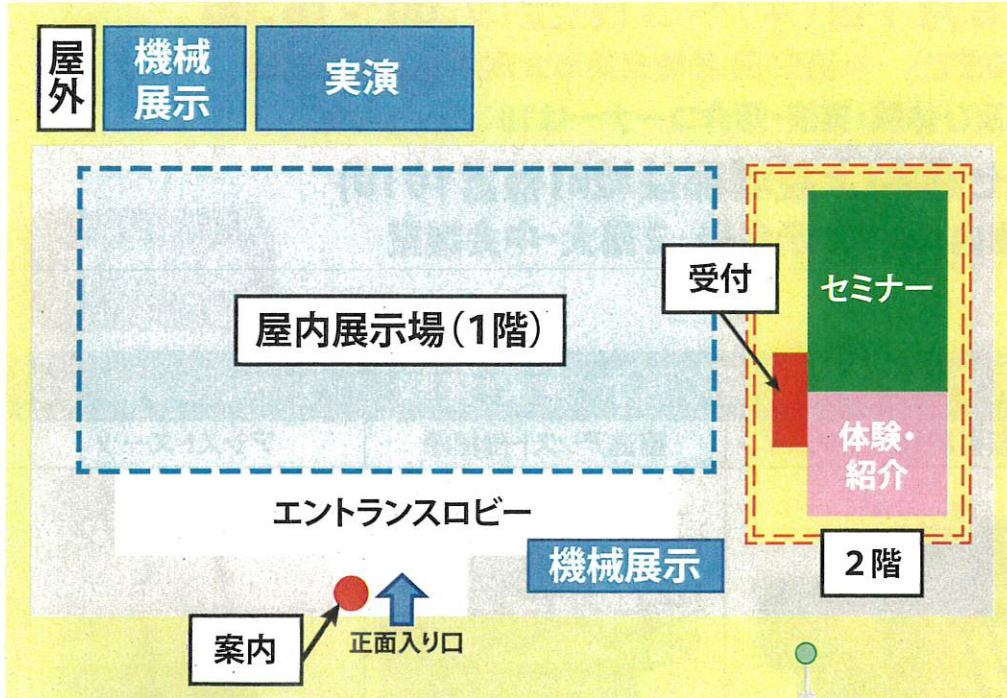 屋外
機械
展示
実演
受付
セミナー
屋内展示場(1階)
体験・
紹介
エントランスロビー
機械展示
2階
案内
正面入り口